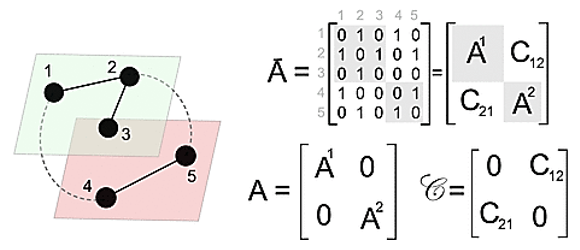 1 2 3 4 5
1 0 1 0 1 0
2 1 0 1 0 1
3 0 1 0 0 0
4 1 0 0 0 1
5 0 1 0 1 0
Ā = =
A¹ C₁₂
C₂₁ A²
1 2
3
4 5
A =
A¹ 0
0 A²
𝒞 =
0 C₁₂
C₂₁ 0